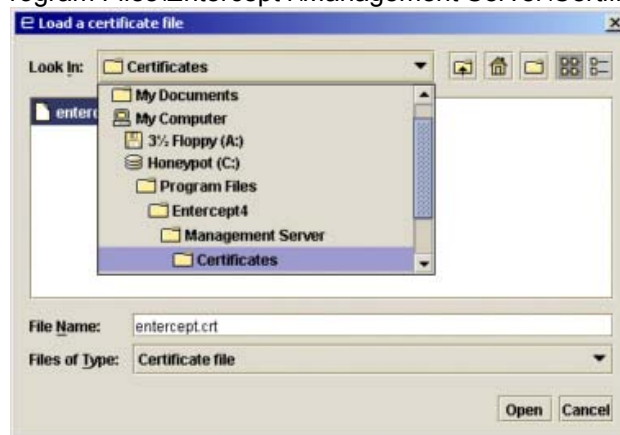 Load a certificate file
Look In: Certificates
My Documents
My Computer
3½ Floppy (A:)
Honeypot (C:)
Program Files
Entercept4
Management Server
Certificates
File Name: entercept.crt
Files of Type: Certificate file
Open Cancel